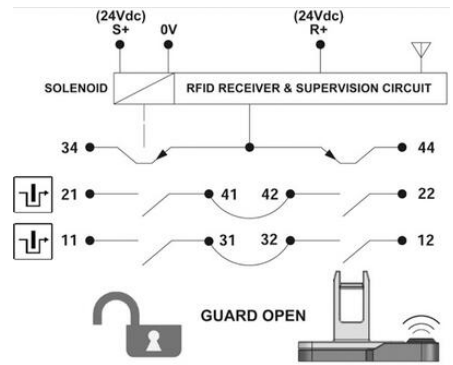 (24Vdc) (24Vdc)
S+ 0V R+
SOLENOID RFID RECEIVER & SUPERVISION CIRCUIT
34 44
21 41 42 22
11 31 32 12
GUARD OPEN